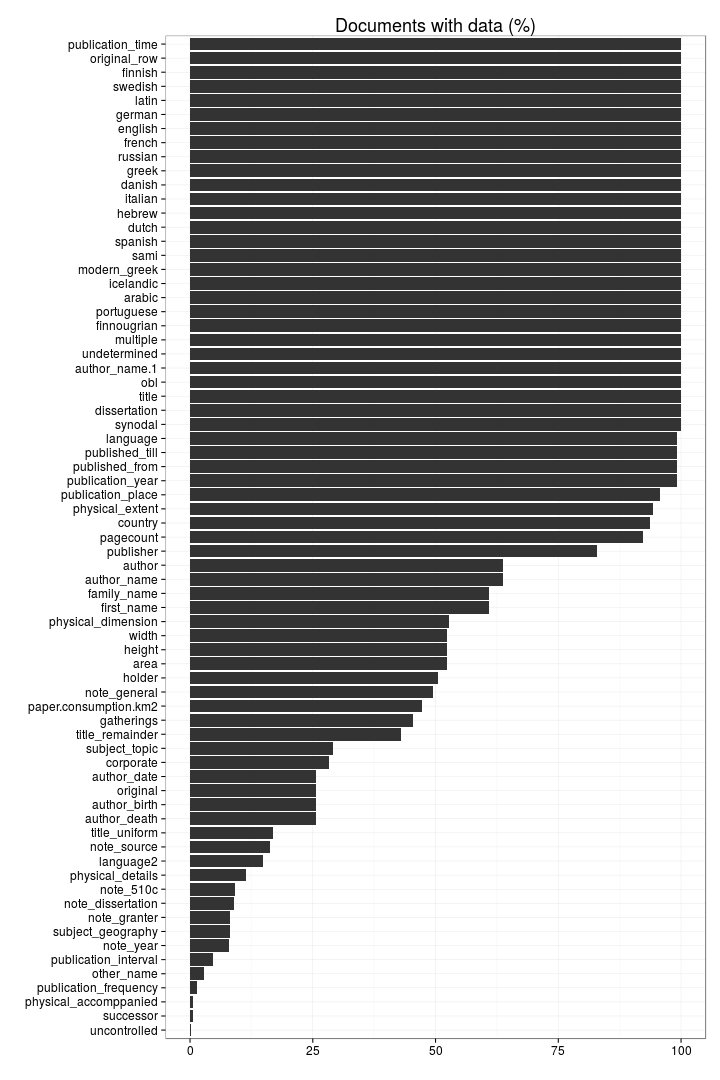 Documents with data (%)
publication_time
original_row
finnish
swedish
latin
german
english
french
russian
greek
danish
italian
hebrew
dutch
spanish
sami
modern_greek
icelandic
arabic
portuguese
finnougrian
multiple
undetermined
author_name.1
obl
title
dissertation
synodal
language
published_till
published_from
publication_year
publication_place
physical_extent
country
pagecount
publisher
author
author_name
family_name
first_name
physical_dimension
width
height
area
holder
note_general
paper.consumption.km2
gatherings
title_remainder
subject_topic
corporate
author_date
original
author_birth
author_death
title_uniform
note_source
language2
physical_details
note_510c
note_dissertation
note_granter
subject_geography
note_year
publication_interval
other_name
publication_frequency
physical_accomppanied
successor
uncontrolled
0 25 50 75 100